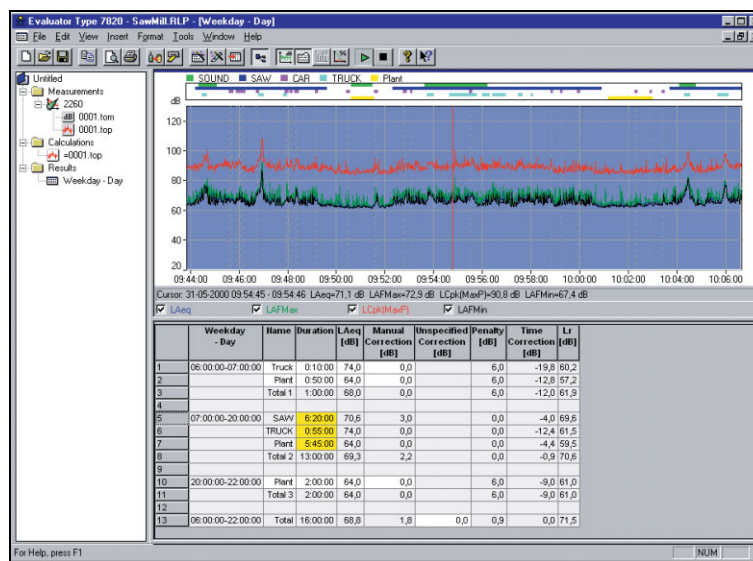 Evaluator Type 7820 - SawMill.RLP - [Weekday - Day]
File Edit View Insert Format Tools Window Help
Untitled
Measurements
2260
0001.tom
0001.top
Calculations
=0001.top
Results
Weekday - Day
SOUND SAW CAR TRUCK Plant
dB
120
100
80
60
40
20
09:44:00 09:46:00 09:48:00 09:50:00 09:52:00 09:54:00 09:56:00 09:58:00 10:00:00 10:02:00 10:04:00 10:06:00
Cursor: 31-05-2000 09:54:45 - 09:54:46 LAeq=71,1 dB LAFMax=72,9 dB LCpk(MaxP)=90,8 dB LAFMin=67,4 dB
LAeq LAFMax LCpk(MaxP) LAFMin
Weekday - Day Name Duration LAeq [dB] Manual Correction [dB] Unspecified Correction [dB] Penalty [dB] Time Correction [dB] Lr [dB]
1 06:00:00-07:00:00 Truck 0:10:00 74,0 0,0 6,0 -19,8 60,2
2 Plant 0:50:00 64,0 0,0 6,0 -12,8 57,2
3 Total 1 1:00:00 68,0 0,0 6,0 -12,0 61,9
4
5 07:00:00-20:00:00 SAW 6:20:00 70,6 3,0 0,0 -4,0 69,6
6 TRUCK 0:55:00 74,0 0,0 0,0 -12,4 61,5
7 Plant 5:45:00 64,0 0,0 0,0 -4,4 59,5
8 Total 2 13:00:00 69,3 2,2 0,0 -0,9 70,6
9
10 20:00:00-22:00:00 Plant 2:00:00 64,0 0,0 6,0 -9,0 61,0
11 Total 3 2:00:00 64,0 0,0 6,0 -9,0 61,0
12
13 06:00:00-22:00:00 Total 16:00:00 68,8 1,8 0,0 0,9 0,0 71,5
For Help, press F1
NUM